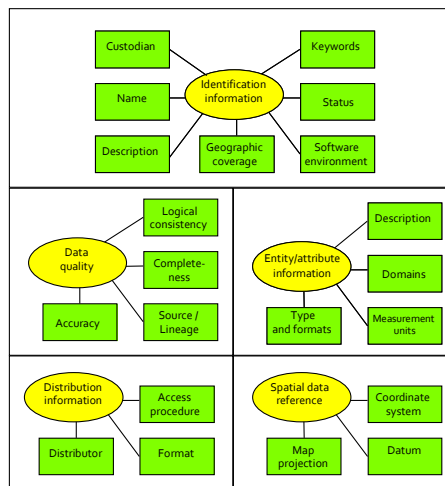 Custodian
Keywords
Identification
information
Name
Status
Description
Geographic
coverage
Software
environment
Logical
consistency
Data
quality
Complete-
ness
Accuracy
Source /
Lineage
Description
Entity/attribute
information
Domains
Type
and formats
Measurement
units
Distribution
information
Access
procedure
Distributor
Format
Spatial data
reference
Coordinate
system
Map
projection
Datum